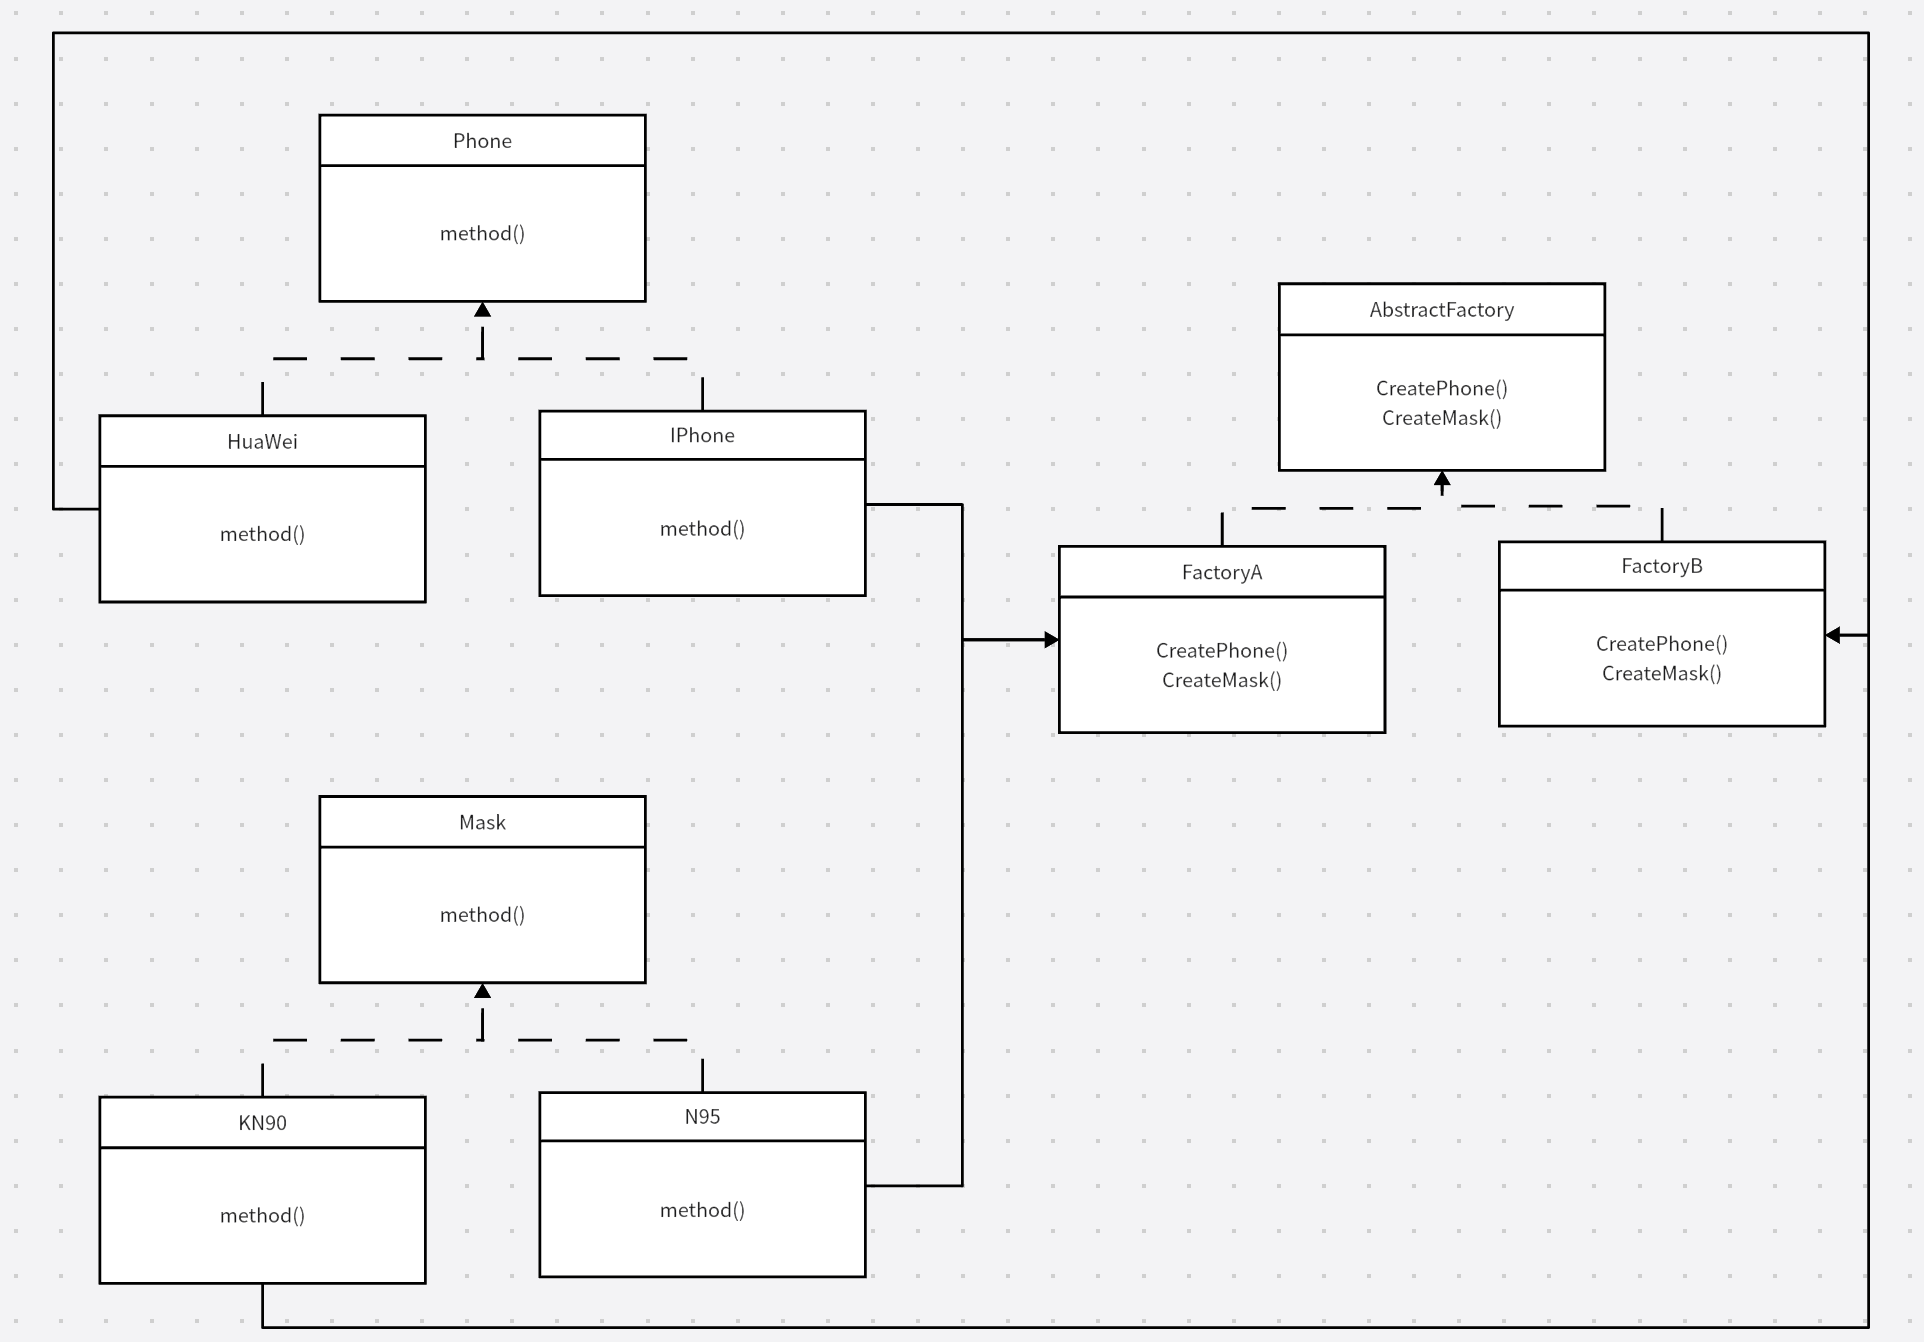 Phone
method()
HuaWei
method()
IPhone
method()
AbstractFactory
CreatePhone()
CreateMask()
FactoryA
CreatePhone()
CreateMask()
FactoryB
CreatePhone()
CreateMask()
Mask
method()
KN90
method()
N95
method()